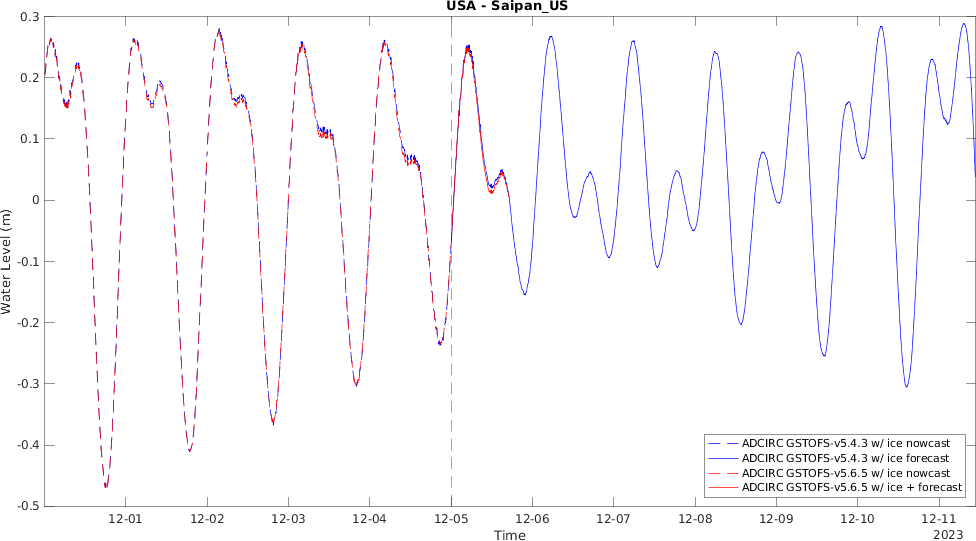 USA - Saipan_US
0.3
0.2
0.1
0
-0.1
-0.2
-0.3
-0.4
-0.5
Water Level (m)
ADCIRC GSTOFS-v5.4.3 w/ ice nowcast
ADCIRC GSTOFS-v5.4.3 w/ ice forecast
ADCIRC GSTOFS-v5.6.5 w/ ice nowcast
ADCIRC GSTOFS-v5.6.5 w/ ice + forecast
12-01 12-02 12-03 12-04 12-05 12-06 12-07 12-08 12-09 12-10 12-11
Time
2023